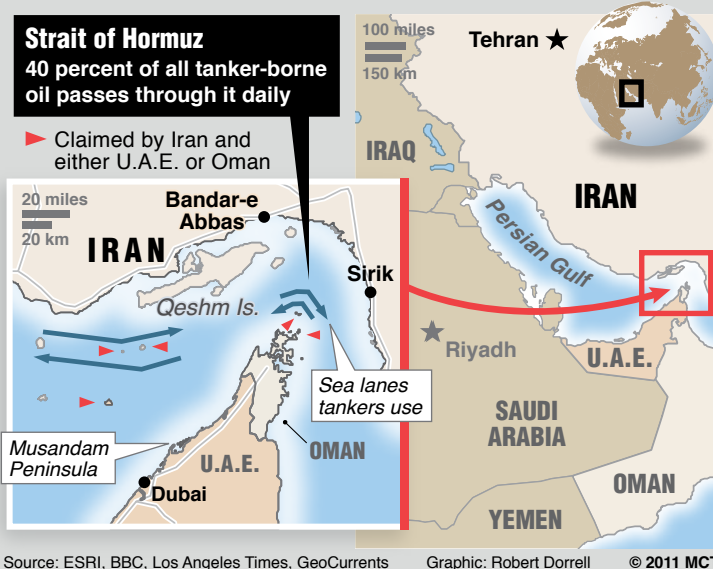 Strait of Hormuz
40 percent of all tanker-borne
oil passes through it daily
Claimed by Iran and
either U.A.E. or Oman
20 miles
20 km
Bandar-e
Abbas
IRAN
Sirik
Qeshm Is.
Sea lanes
tankers use
Musandam
Peninsula
OMAN
U.A.E.
Dubai
100 miles
150 km
Tehran
IRAQ
IRAN
Persian Gulf
Riyadh
U.A.E.
SAUDI
ARABIA
OMAN
YEMEN
Source: ESRI, BBC, Los Angeles Times, GeoCurrents Graphic: Robert Dorrell © 2011 MCT